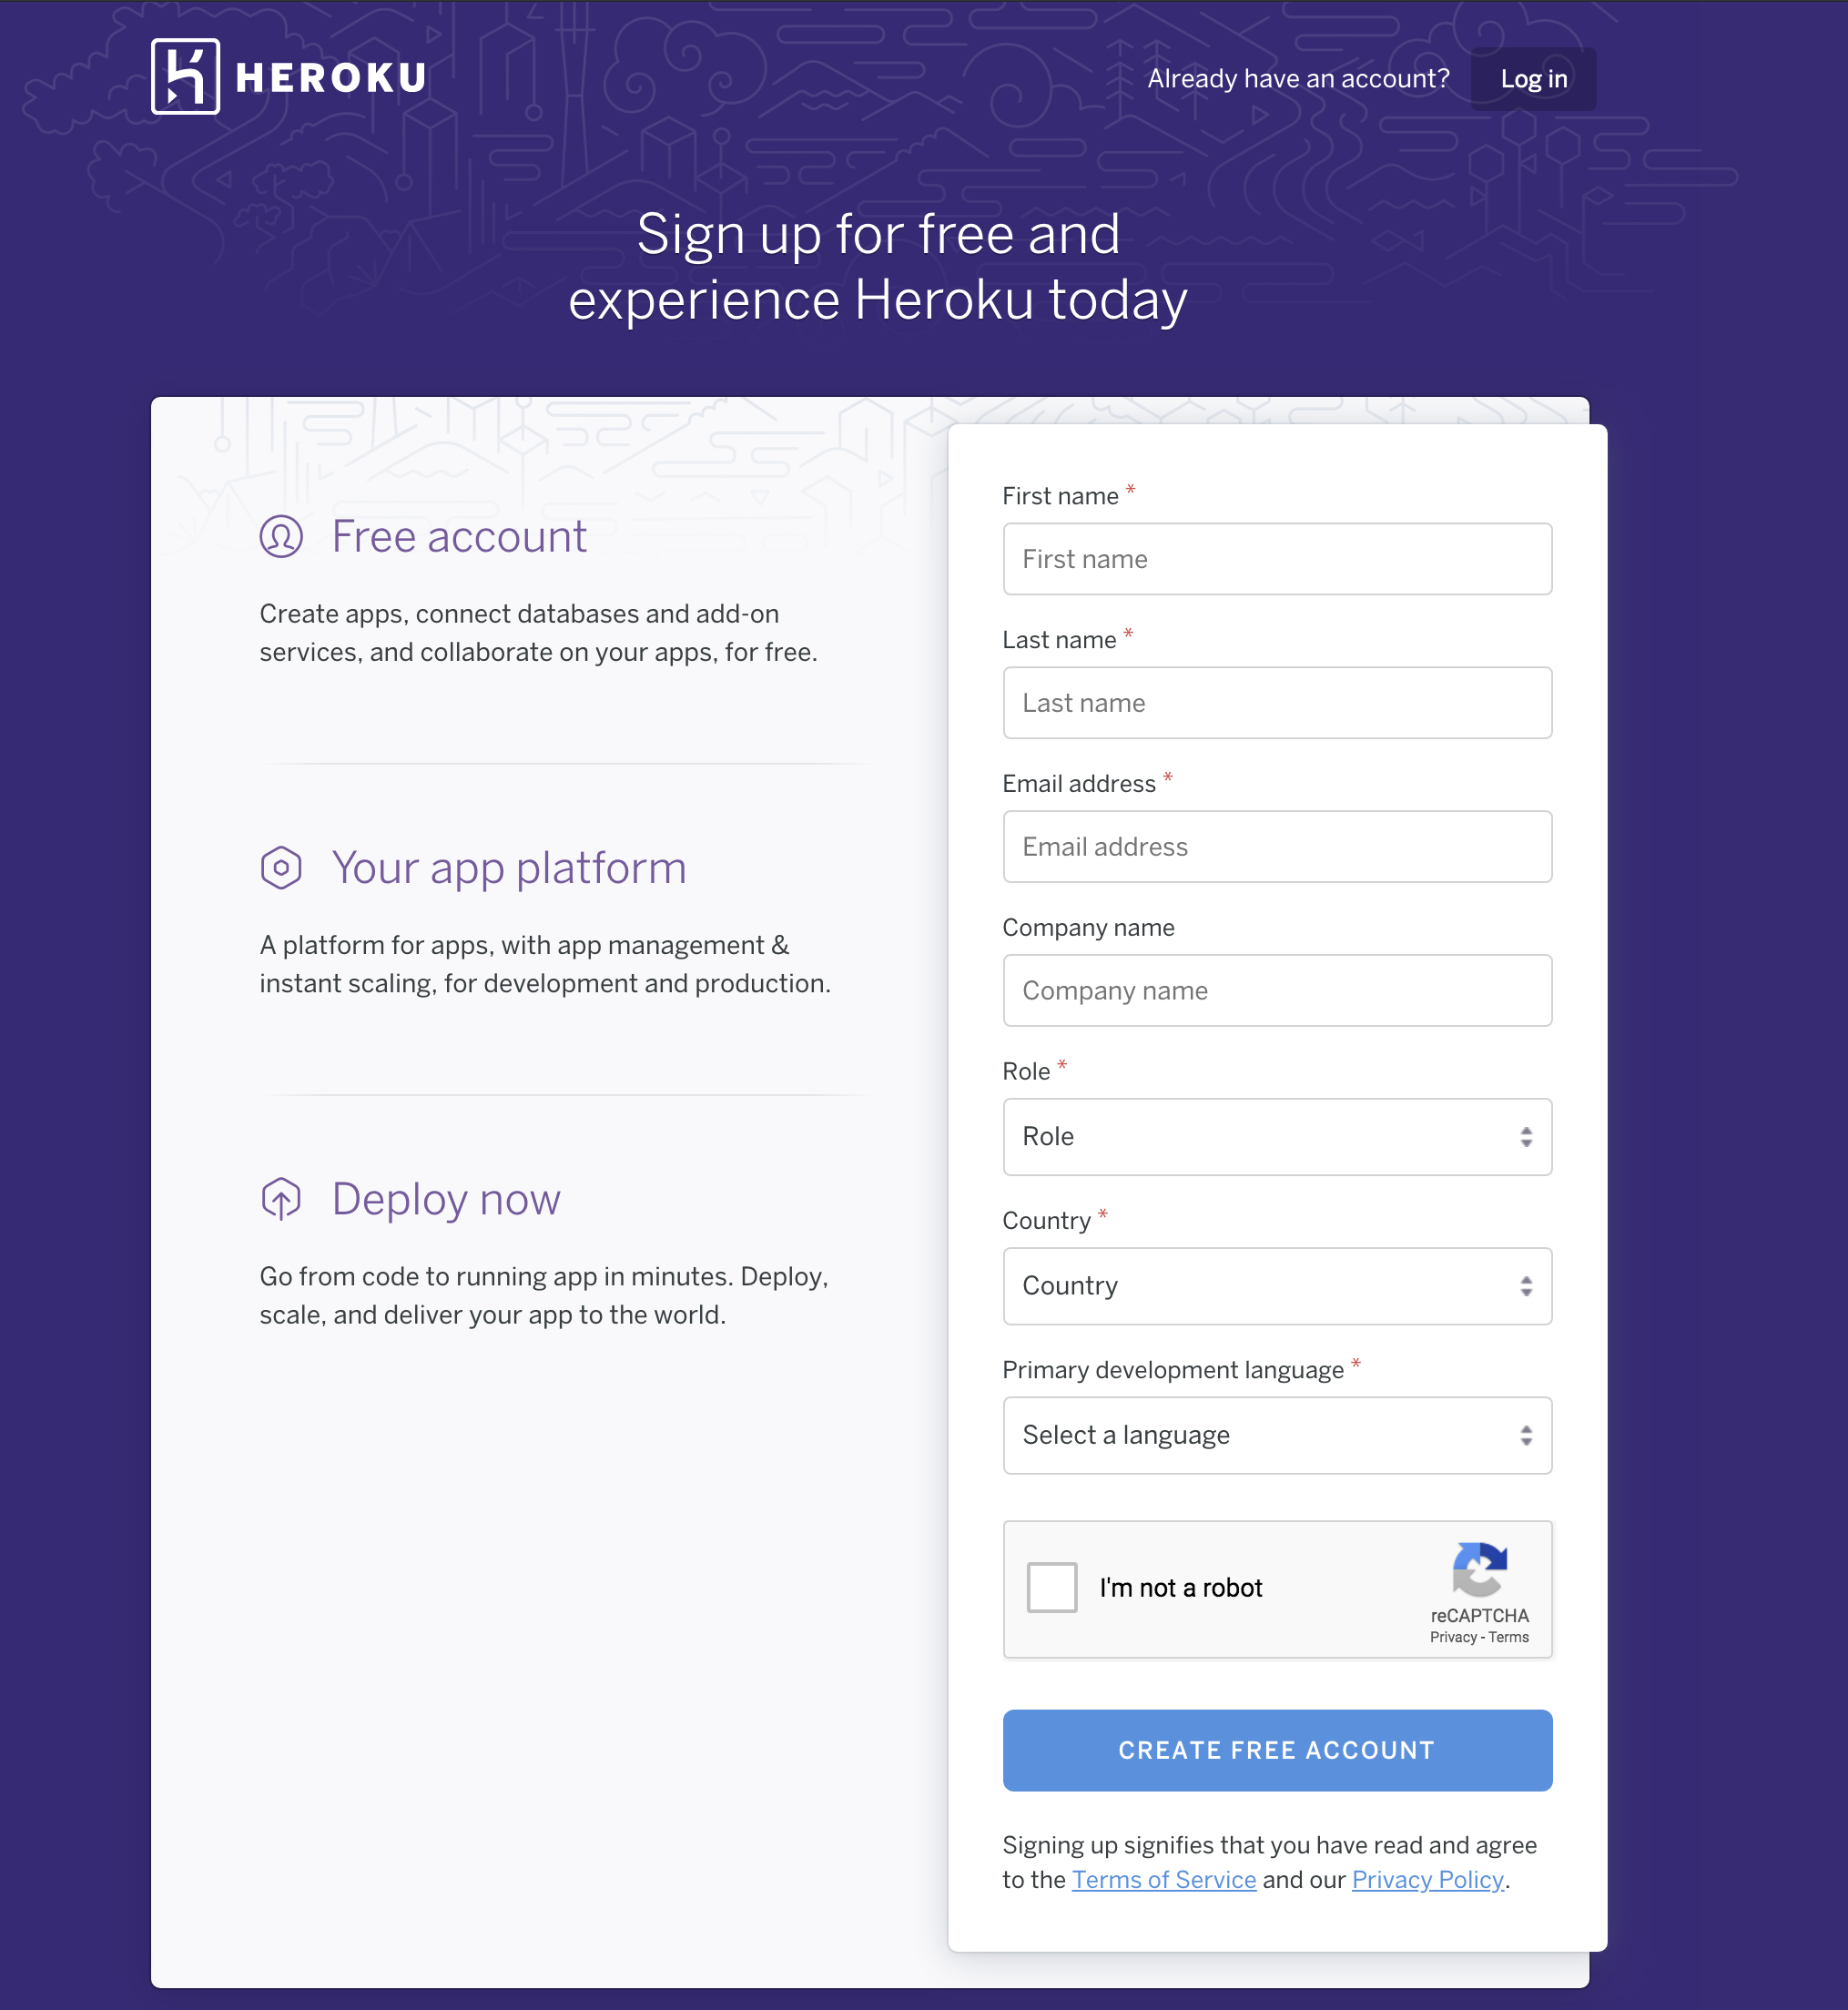 HEROKU
Already have an account?
Log in
Sign up for free and
experience Heroku today
Free account
Create apps, connect databases and add-on
services, and collaborate on your apps, for free.
Your app platform
A platform for apps, with app management &
instant scaling, for development and production.
Deploy now
Go from code to running app in minutes. Deploy,
scale, and deliver your app to the world.
First name *
First name
Last name *
Last name
Email address *
Email address
Company name
Company name
Role *
Role
Country *
Country
Primary development language *
Select a language
I'm not a robot
reCAPTCHA
Privacy - Terms
CREATE FREE ACCOUNT
Signing up signifies that you have read and agree
to the Terms of Service and our Privacy Policy.